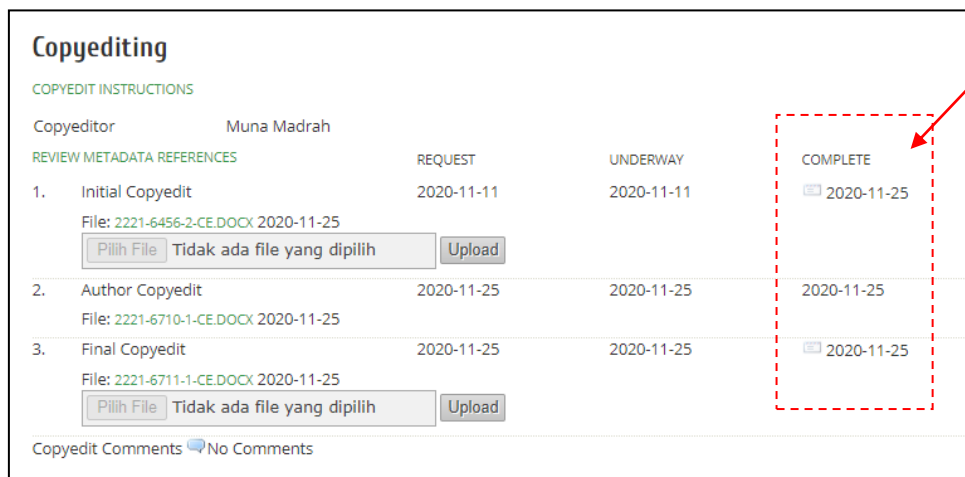 Copyediting
COPYEDIT INSTRUCTIONS
Copyeditor Muna Madrah
REVIEW METADATA REFERENCES REQUEST UNDERWAY COMPLETE
1. Initial Copyedit 2020-11-11 2020-11-11 2020-11-25
File: 2221-6456-2-CE.DOCX 2020-11-25
Pilih File Tidak ada file yang dipilih Upload
2. Author Copyedit 2020-11-25 2020-11-25 2020-11-25
File: 2221-6710-1-CE.DOCX 2020-11-25
3. Final Copyedit 2020-11-25 2020-11-25 2020-11-25
File: 2221-6711-1-CE.DOCX 2020-11-25
Pilih File Tidak ada file yang dipilih Upload
Copyedit Comments No Comments